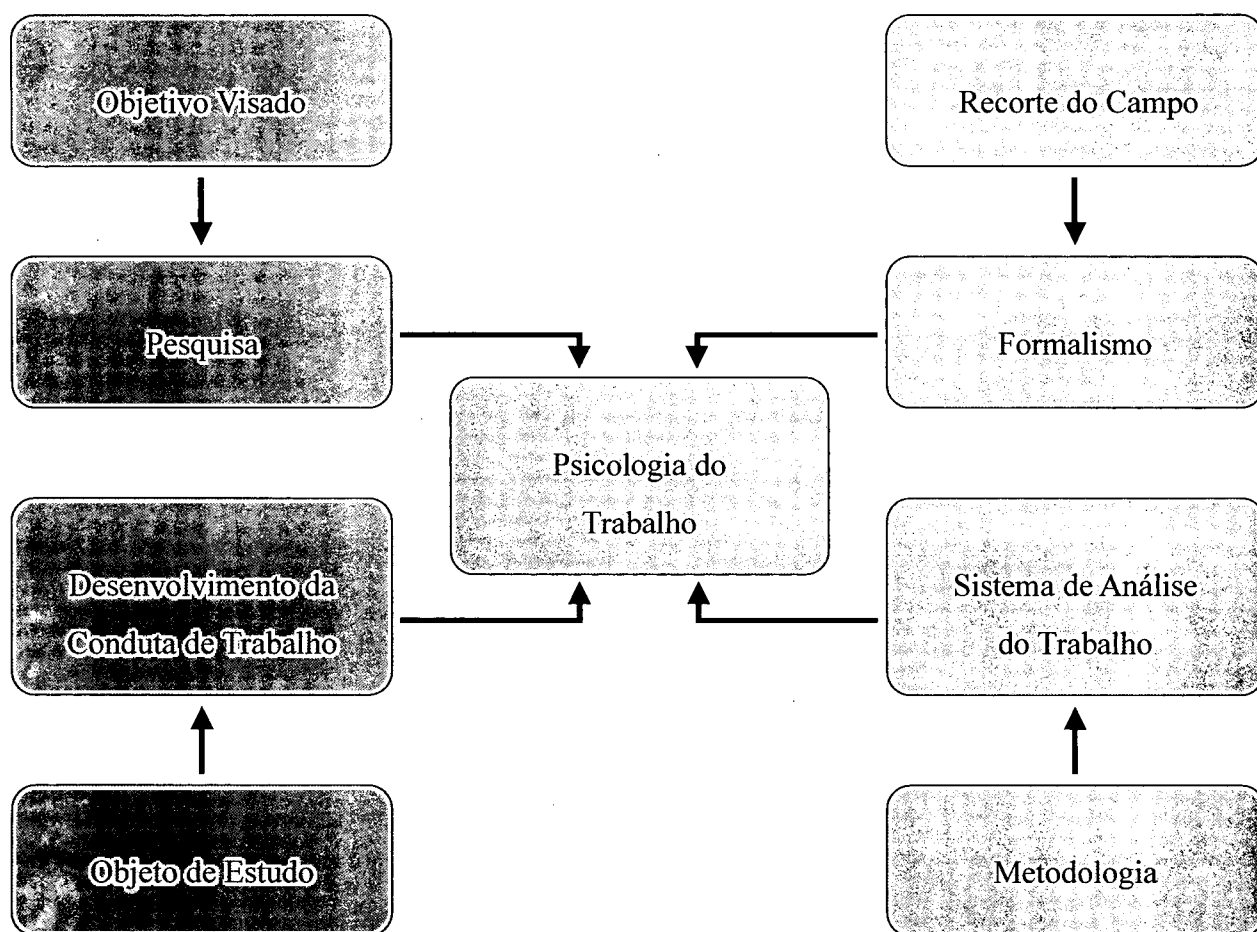 Objetivo Visado
Recorte do Campo
Pesquisa
Formalismo
Psicologia do
Trabalho
Desenvolvimento da
Conduta de Trabalho
Sistema de Análise
do Trabalho
Objeto de Estudo
Metodologia